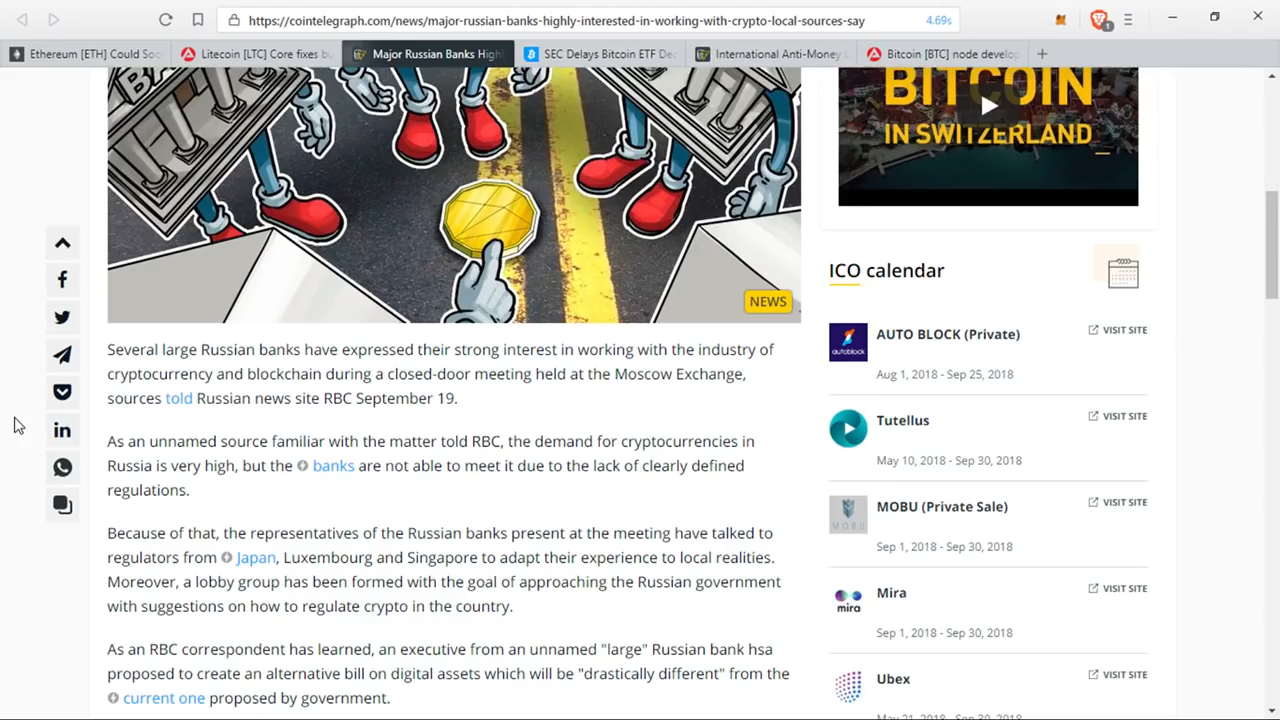 https://cointelegraph.com/news/major-russian-banks-highly-interested-in-working-with-crypto-local-sources-say
4.69s
1
Ethereum [ETH] Could Soo
Litecoin [LTC] Core fixes bu
Major Russian Banks High
SEC Delays Bitcoin ETF De
International Anti-Money L
Bitcoin [BTC] node develop
BA
BITCOIN
IN SWITZERLAND
NEWS
Several large Russian banks have expressed their strong interest in working with the industry of
cryptocurrency and blockchain during a closed-door meeting held at the Moscow Exchange,
sources told Russian news site RBC September 19.
As an unnamed source familiar with the matter told RBC, the demand for cryptocurrencies in
Russia is very high, but the banks are not able to meet it due to the lack of clearly defined
regulations.
Because of that, the representatives of the Russian banks present at the meeting have talked to
regulators from Japan, Luxembourg and Singapore to adapt their experience to local realities.
Moreover, a lobby group has been formed with the goal of approaching the Russian government
with suggestions on how to regulate crypto in the country.
As an RBC correspondent has learned, an executive from an unnamed "large" Russian bank hsa
proposed to create an alternative bill on digital assets which will be "drastically different" from the
current one proposed by government.
ICO calendar
autoblock
AUTO BLOCK (Private)
VISIT SITE
Aug 1, 2018 - Sep 25, 2018
Tutellus
VISIT SITE
May 10, 2018 - Sep 30, 2018
MOBU
MOBU (Private Sale)
VISIT SITE
Sep 1, 2018 - Sep 30, 2018
mira
Mira
VISIT SITE
Sep 1, 2018 - Sep 30, 2018
Ubex
VISIT SITE
May 21, 2018 - Sep 30, 2018